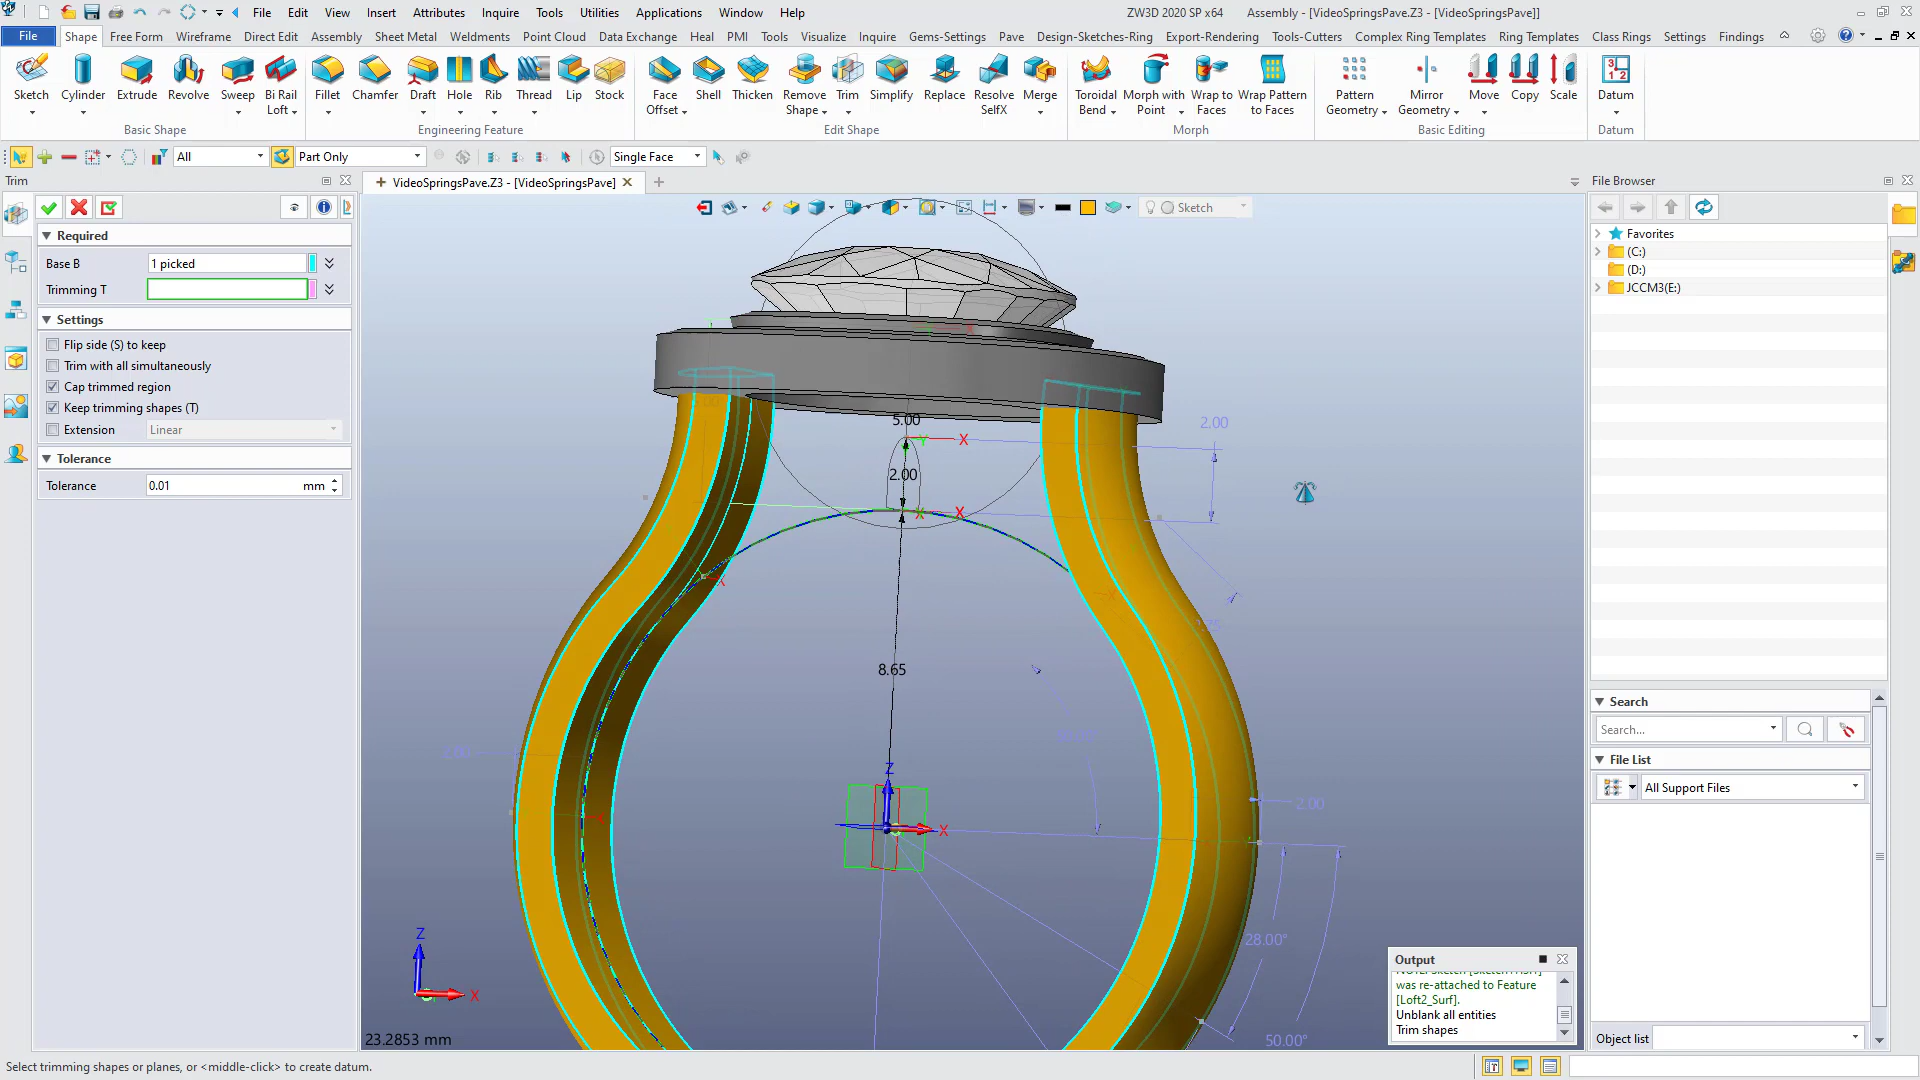 File Edit View Insert Attributes Inquire Tools Utilities Applications Window Help
ZW3D 2020 SP x64 Assembly - [VideoSpringsPave.Z3 - [VideoSpringsPave]]
File Shape Free Form Wireframe Direct Edit Assembly Sheet Metal Weldments Point Cloud Data Exchange Heal PMI Tools Visualize Inquire Gems-Settings Pave Design-Sketches-Ring Export-Rendering Tools-Cutters Complex Ring Templates Ring Templates Class Rings Settings Findings
Sketch Cylinder Extrude Revolve Sweep Bi Rail Loft Fillet Chamfer Draft Hole Rib Thread Lip Stock Face Offset Shell Thicken Remove Shape Trim Simplify Replace Resolve SelfX Merge Toroidal Bend Morph with Point Wrap to Faces Wrap Pattern to Faces Pattern Geometry Mirror Geometry Move Copy Scale Datum
Basic Shape Engineering Feature Edit Shape Morph Basic Editing Datum
All Part Only Single Face
Trim
VideoSpringsPave.Z3 - [VideoSpringsPave]
File Browser
Sketch
Required
Base B 1 picked
Trimming T
Settings
Flip side (S) to keep
Trim with all simultaneously
Cap trimmed region
Keep trimming shapes (T)
Extension Linear
Tolerance
Tolerance 0.01 mm
Favorites
(C:)
(D:)
JCCM3(E:)
5.00
2.00
X
2.00
X X
8.65
Z
X
2.00
28.00°
50.00°
Z
X
23.2853 mm
Search
Search...
File List
All Support Files
Object list
Output
was re-attached to Feature
[Loft2_Surf].
Unblank all entities
Trim shapes
Select trimming shapes or planes, or <middle-click> to create datum.